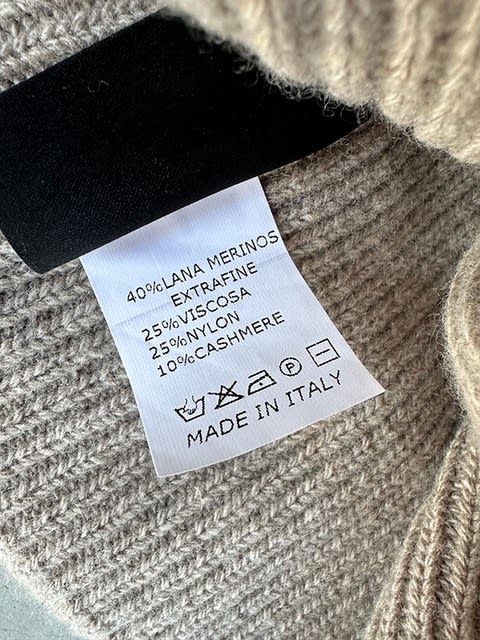 40%LANA MERINOS
EXTRAFINE
25%VISCOSA
25%NYLON
10%CASHMERE
P
MADE IN ITALY